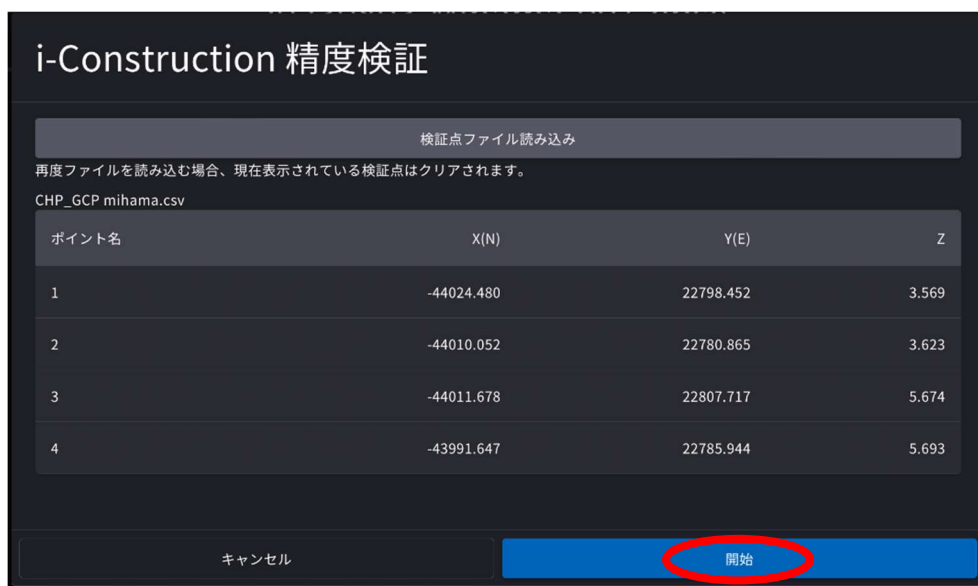 i-Construction 精度検証
検証点ファイル読み込み
再度ファイルを読み込む場合、現在表示されている検証点はクリアされます。
CHP_GCP mihama.csv
ポイント名 X(N) Y(E) Z
1 -44024.480 22798.452 3.569
2 -44010.052 22780.865 3.623
3 -44011.678 22807.717 5.674
4 -43991.647 22785.944 5.693
キャンセル 開始